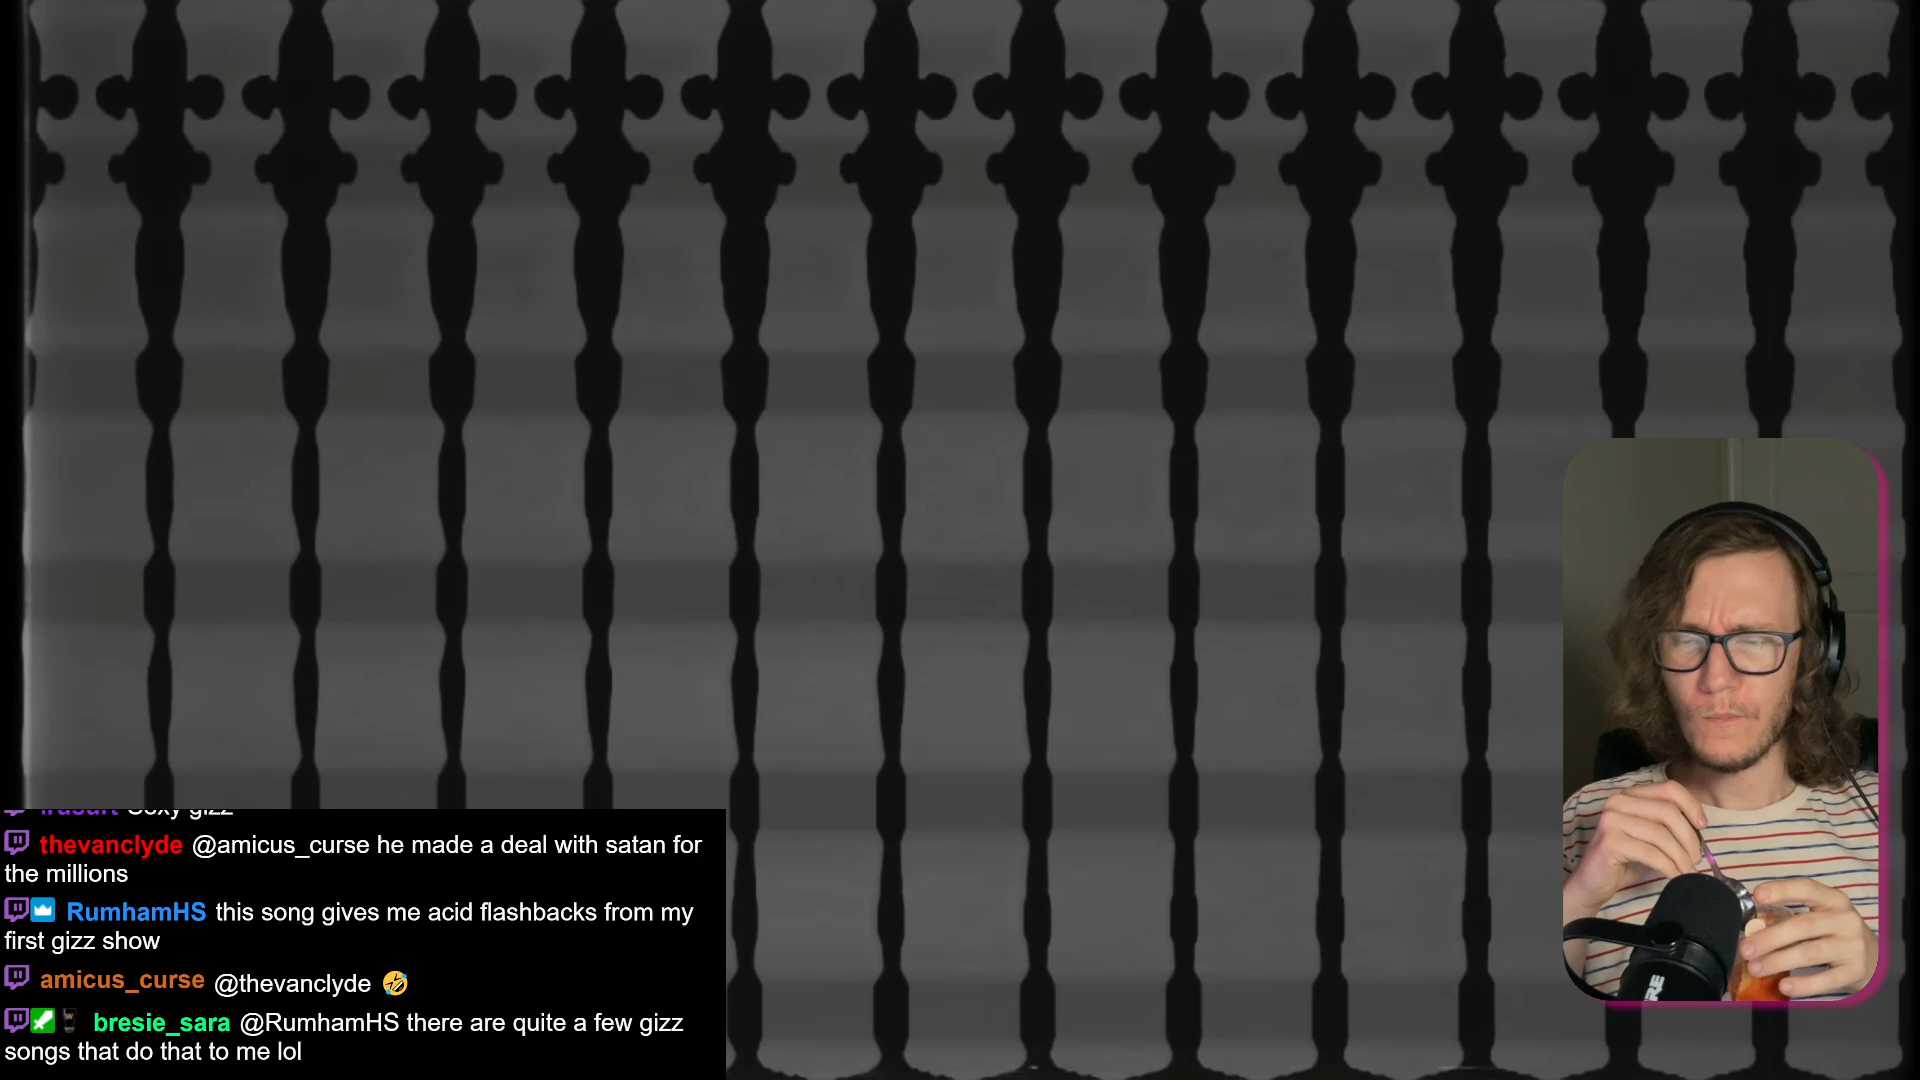 Sexy gizz
thevanclyde @amicus_curse he made a deal with satan for
the millions
RumhamHS this song gives me acid flashbacks from my
first gizz show
amicus_curse @thevanclyde 🤣
bresie_sara @RumhamHS there are quite a few gizz
songs that do that to me lol